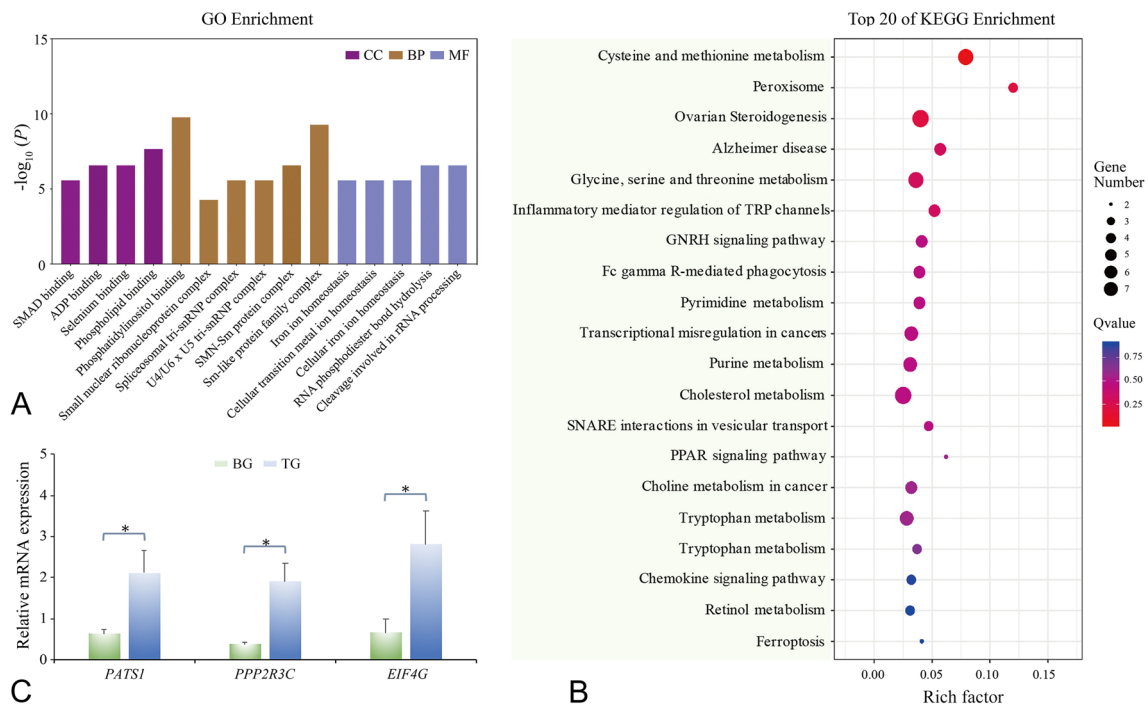 GO Enrichment
15
10
5
0
-log10 (P)
CC BP MF
SMAD binding
ADP binding
Selenium binding
Phospholipid binding
Phosphatidylinositol binding
Small nuclear ribonucleoprotein complex
Spliceosomal tri-snRNP complex
U4/U6 x U5 tri-snRNP complex
SMN-Sm protein complex
Sm-like protein family complex
Iron ion homeostasis
Cellular transition metal ion homeostasis
Cellular iron ion homeostasis
RNA phosphodiester bond hydrolysis
Cleavage involved in rRNA processing
A
Top 20 of KEGG Enrichment
Cysteine and methionine metabolism
Peroxisome
Ovarian Steroidogenesis
Alzheimer disease
Glycine, serine and threonine metabolism
Inflammatory mediator regulation of TRP channels
GNRH signaling pathway
Fc gamma R-mediated phagocytosis
Pyrimidine metabolism
Transcriptional misregulation in cancers
Purine metabolism
Cholesterol metabolism
SNARE interactions in vesicular transport
PPAR signaling pathway
Choline metabolism in cancer
Tryptophan metabolism
Tryptophan metabolism
Chemokine signaling pathway
Retinol metabolism
Ferroptosis
0.00 0.05 0.10 0.15
Rich factor
Gene
Number
2
3
4
5
6
7
Qvalue
0.75
0.50
0.25
B
5
4
3
2
1
0
Relative mRNA expression
BG TG
*
*
*
PATS1 PPP2R3C EIF4G
C